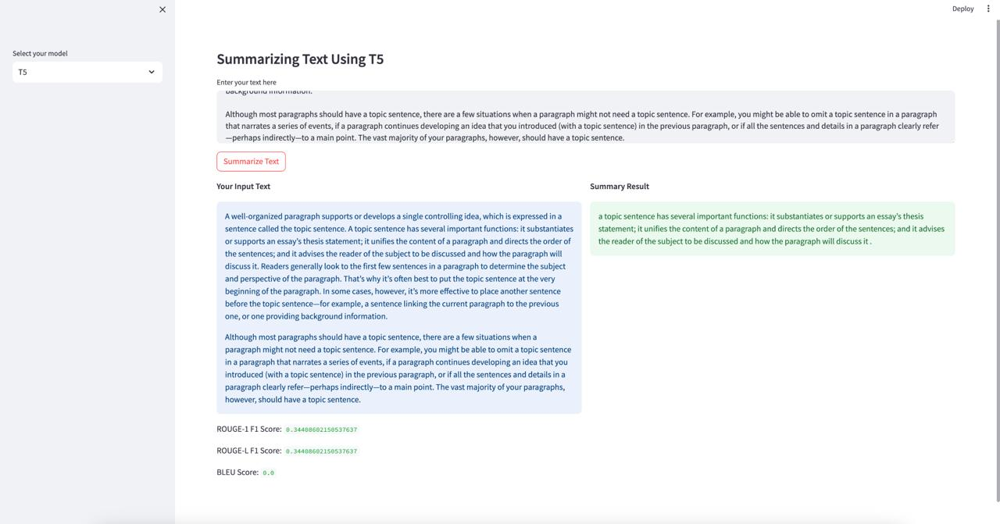 Deploy
Select your model
T5
Summarizing Text Using T5
Enter your text here
background information.
Although most paragraphs should have a topic sentence, there are a few situations when a paragraph might not need a topic sentence. For example, you might be able to omit a topic sentence in a paragraph
that narrates a series of events, if a paragraph continues developing an idea that you introduced (with a topic sentence) in the previous paragraph, or if all the sentences and details in a paragraph clearly refer
—perhaps indirectly—to a main point. The vast majority of your paragraphs, however, should have a topic sentence.
Summarize Text
Your Input Text
A well-organized paragraph supports or develops a single controlling idea, which is expressed in a
sentence called the topic sentence. A topic sentence has several important functions: it substantiates
or supports an essay’s thesis statement; it unifies the content of a paragraph and directs the order of
the sentences; and it advises the reader of the subject to be discussed and how the paragraph will
discuss it. Readers generally look to the first few sentences in a paragraph to determine the subject
and perspective of the paragraph. That’s why it’s often best to put the topic sentence at the very
beginning of the paragraph. In some cases, however, it’s more effective to place another sentence
before the topic sentence—for example, a sentence linking the current paragraph to the previous
one, or one providing background information.
Although most paragraphs should have a topic sentence, there are a few situations when a
paragraph might not need a topic sentence. For example, you might be able to omit a topic sentence
in a paragraph that narrates a series of events, if a paragraph continues developing an idea that you
introduced (with a topic sentence) in the previous paragraph, or if all the sentences and details in a
paragraph clearly refer—perhaps indirectly—to a main point. The vast majority of your paragraphs,
however, should have a topic sentence.
Summary Result
a topic sentence has several important functions: it substantiates or supports an essay’s thesis
statement; it unifies the content of a paragraph and directs the order of the sentences; and it advises
the reader of the subject to be discussed and how the paragraph will discuss it .
ROUGE-1 F1 Score: 0.34408602150537637
ROUGE-L F1 Score: 0.34408602150537637
BLEU Score: 0.0